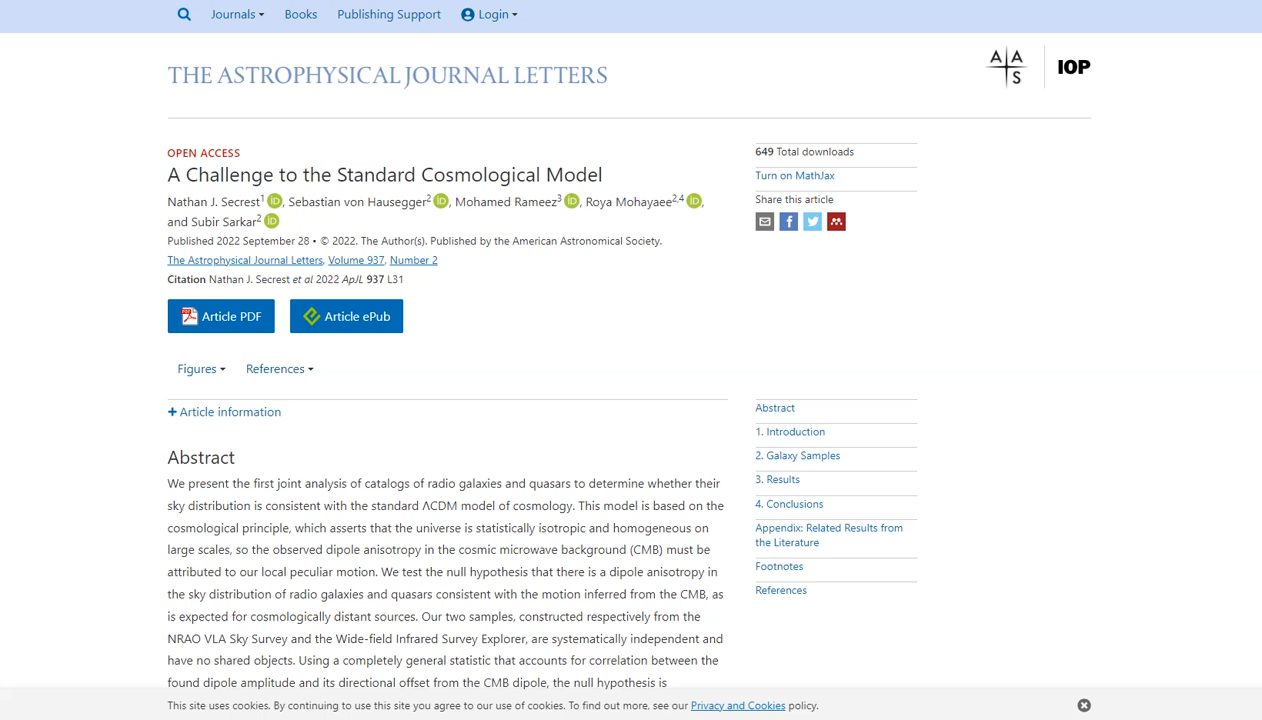 Journals Books Publishing Support Login
THE ASTROPHYSICAL JOURNAL LETTERS
A A S IOP
OPEN ACCESS
A Challenge to the Standard Cosmological Model
Nathan J. Secrest1 iD, Sebastian von Hausegger2 iD, Mohamed Rameez3 iD, Roya Mohayaee2,4 iD,
and Subir Sarkar2 iD
Published 2022 September 28 • © 2022. The Author(s). Published by the American Astronomical Society.
The Astrophysical Journal Letters, Volume 937, Number 2
Citation Nathan J. Secrest et al 2022 ApJL 937 L31
PDF Article PDF Article ePub
Figures References
+ Article information
Abstract
We present the first joint analysis of catalogs of radio galaxies and quasars to determine whether their
sky distribution is consistent with the standard ΛCDM model of cosmology. This model is based on the
cosmological principle, which asserts that the universe is statistically isotropic and homogeneous on
large scales, so the observed dipole anisotropy in the cosmic microwave background (CMB) must be
attributed to our local peculiar motion. We test the null hypothesis that there is a dipole anisotropy in
the sky distribution of radio galaxies and quasars consistent with the motion inferred from the CMB, as
is expected for cosmologically distant sources. Our two samples, constructed respectively from the
NRAO VLA Sky Survey and the Wide-field Infrared Survey Explorer, are systematically independent and
have no shared objects. Using a completely general statistic that accounts for correlation between the
found dipole amplitude and its directional offset from the CMB dipole, the null hypothesis is
649 Total downloads
Turn on MathJax
Share this article
f
Abstract
1. Introduction
2. Galaxy Samples
3. Results
4. Conclusions
Appendix: Related Results from
the Literature
Footnotes
References
This site uses cookies. By continuing to use this site you agree to our use of cookies. To find out more, see our Privacy and Cookies policy.